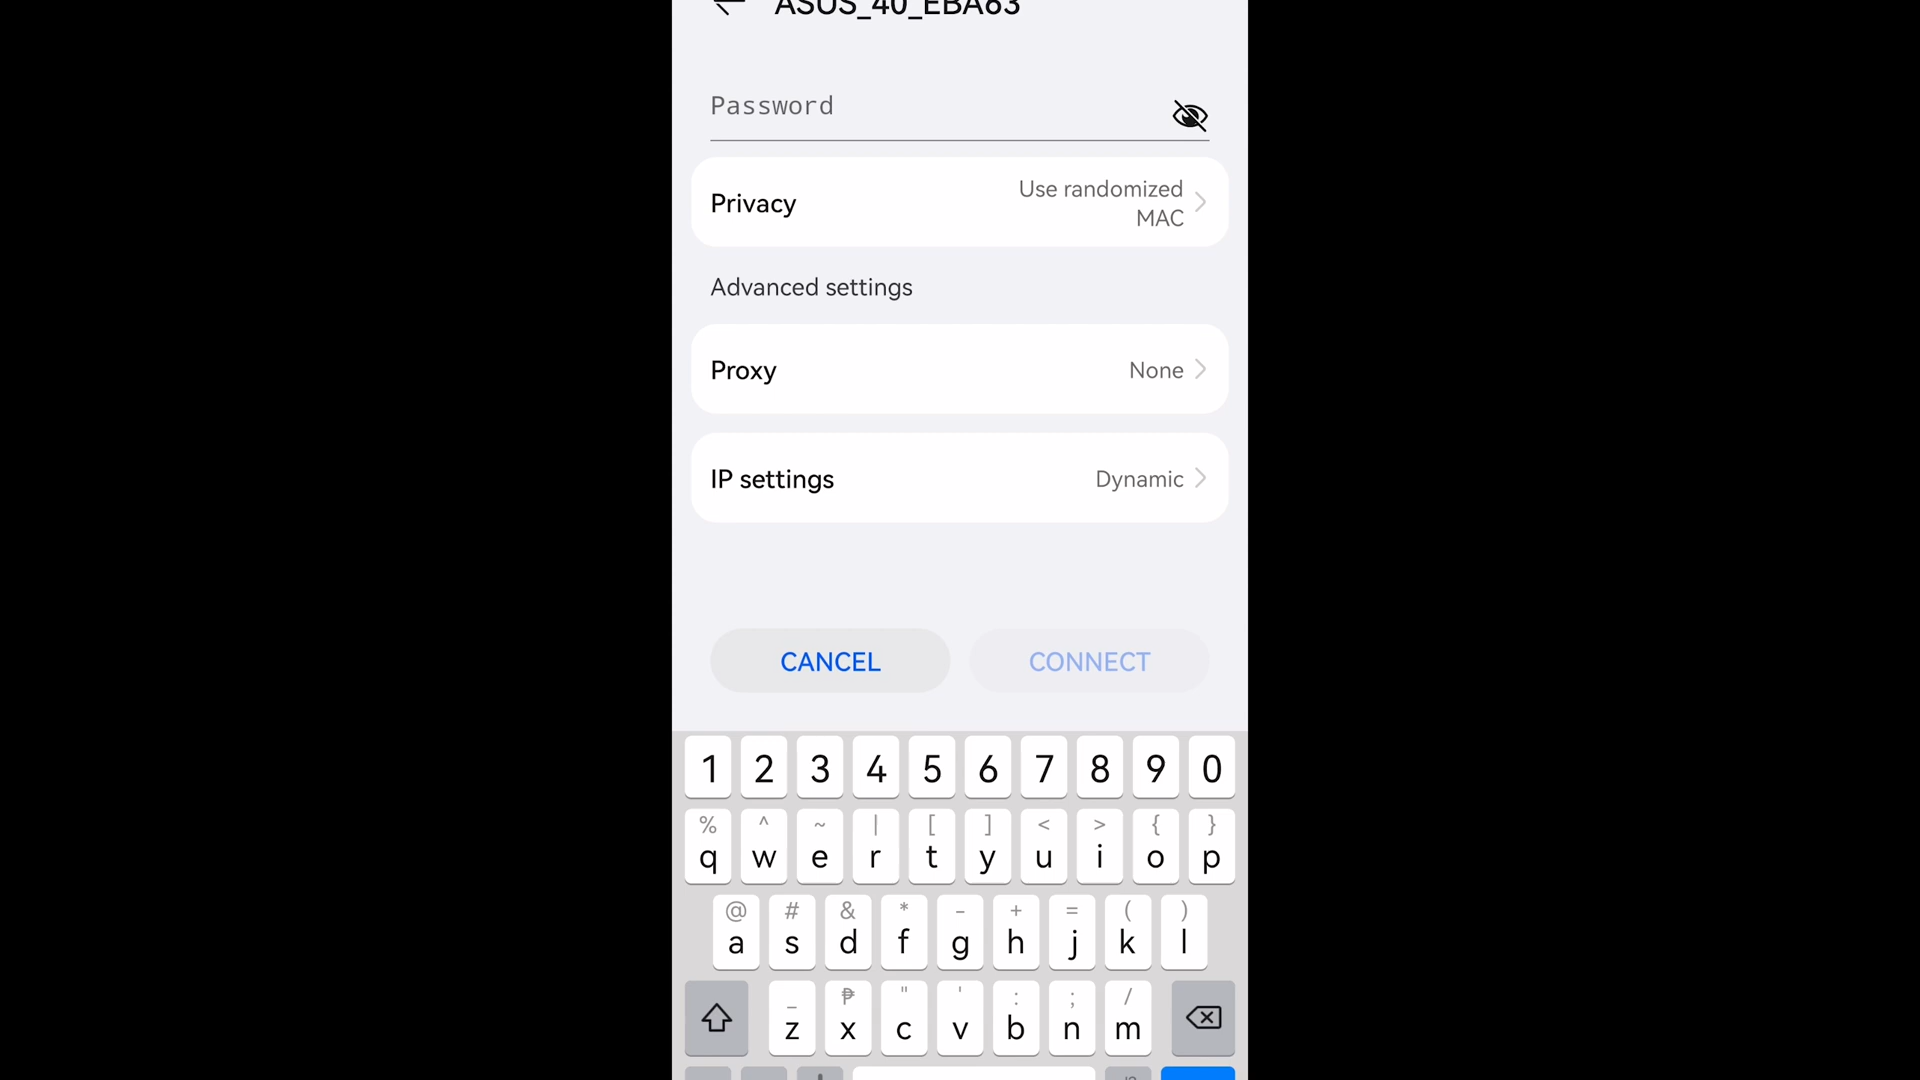 ASUS_40_EBA63
Password
Privacy
Use randomized
MAC
Advanced settings
Proxy
None
IP settings
Dynamic
CANCEL
CONNECT
1 2 3 4 5 6 7 8 9 0
% ^ ~ | [ ] < > { }
q w e r t y u i o p
@ # & * - + = ( )
a s d f g h j k l
_ ₱ " ' : ; /
z x c v b n m